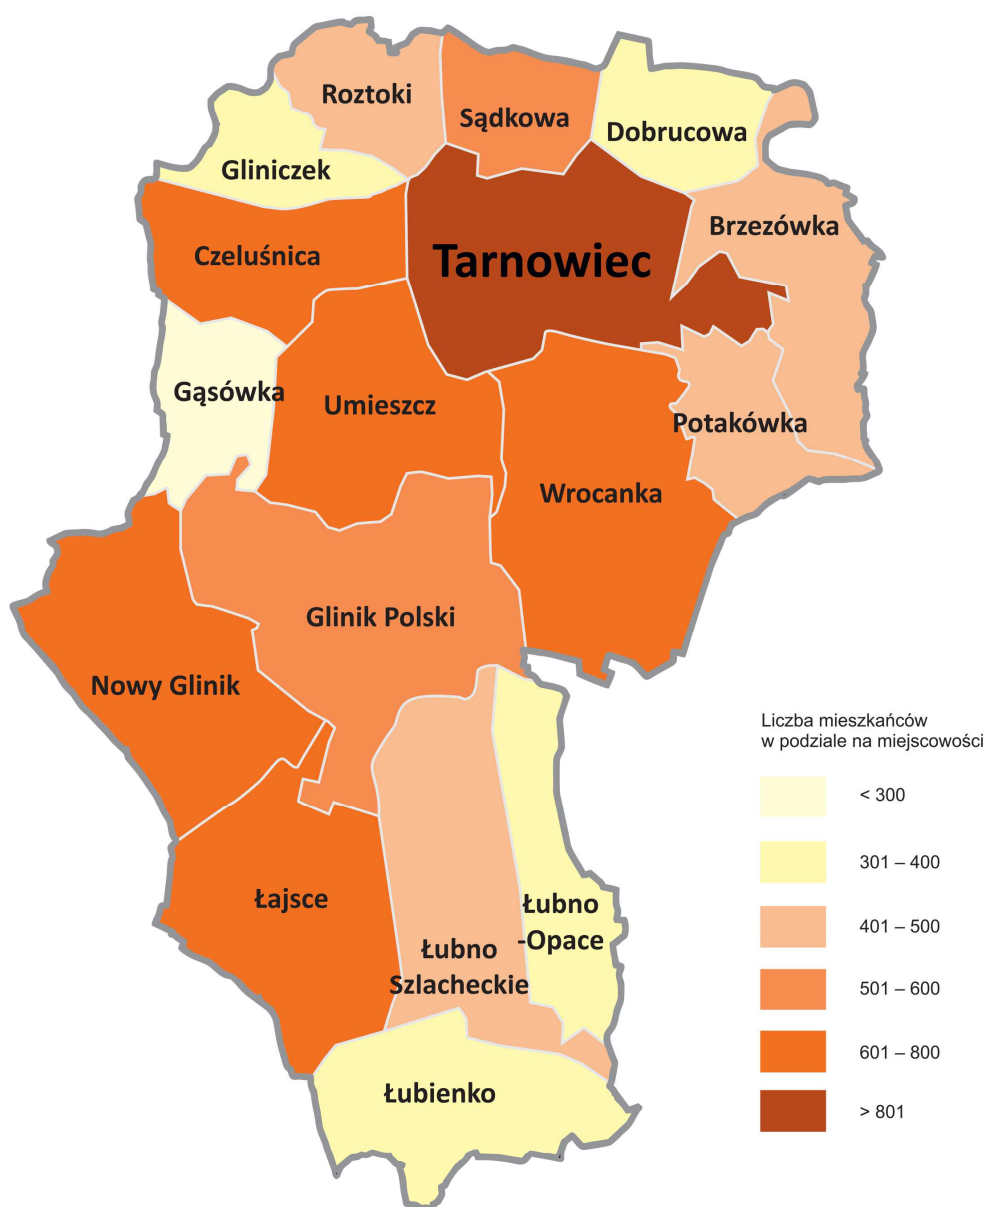 Roztoki
Sądkowa
Dobrucowa
Gliniczek
Brzezówka
Czeluśnica
Tarnowiec
Gąsówka
Umieszcz
Potakówka
Wrocanka
Glinik Polski
Nowy Glinik
Łajsce
Łubno
-Opace
Łubno
Szlacheckie
Łubienko
Liczba mieszkańców
w podziale na miejscowości
< 300
301 – 400
401 – 500
501 – 600
601 – 800
> 801